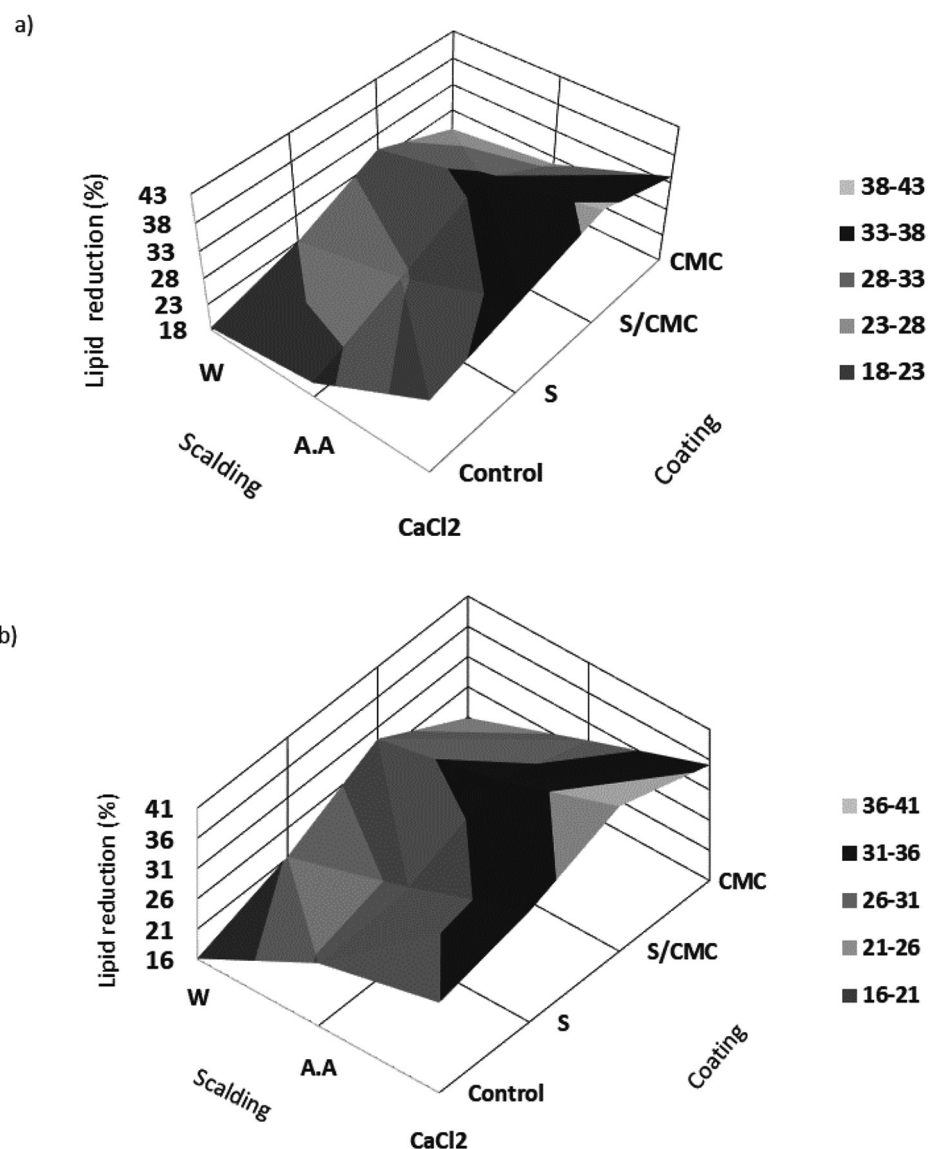 a)
Lipid reduction (%)
43
38
33
28
23
18
W
A.A
CaCl2
Scalding
Control
S
S/CMC
CMC
Coating
38-43
33-38
28-33
23-28
18-23
b)
Lipid reduction (%)
41
36
31
26
21
16
W
A.A
CaCl2
Scalding
Control
S
S/CMC
CMC
Coating
36-41
31-36
26-31
21-26
16-21